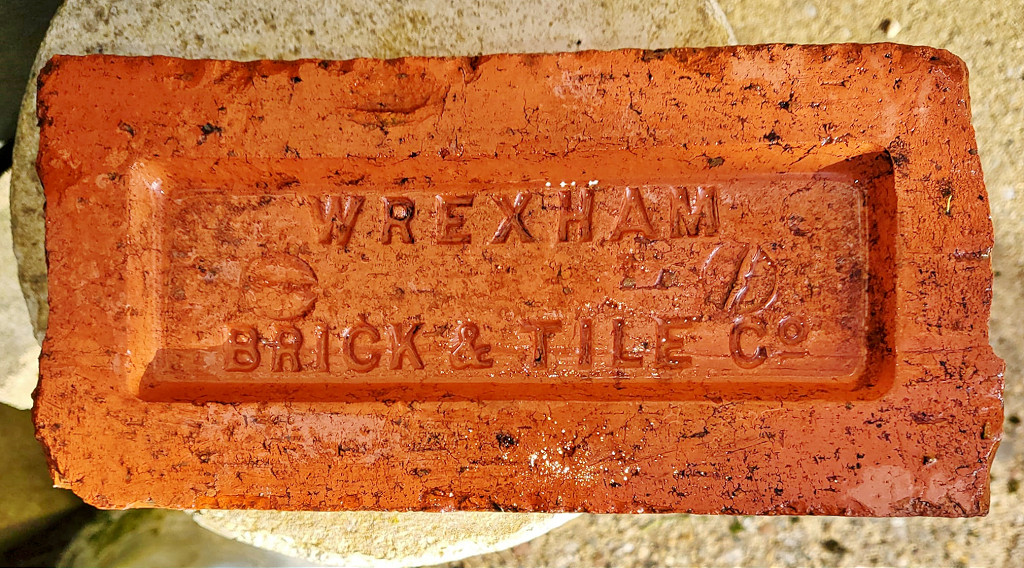 WREXHAM
BRICK & TILE Cº